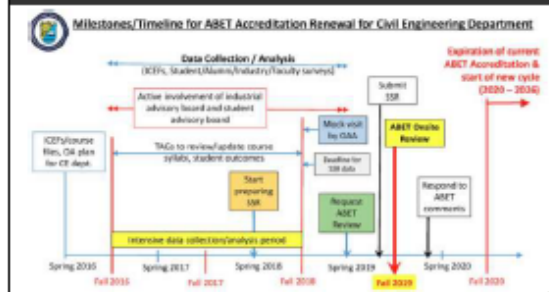 Milestones/Timeline for ABET Accreditation Renewal for Civil Engineering Department
Data Collection / Analysis
(ICEFs, Student/Alumni/Industry/Faculty surveys)
Expiration of current
ABET Accreditation &
start of new cycle
(2020 – 2026)
Active involvement of industrial
advisory board and student
advisory board
Submit
SSR
Mock visit
by OAA
ABET Onsite
Review
ICEFs/course
files, OA plan
for CE dept.
TAGs to review/update course
syllabi, student outcomes
Deadline for
SSR data
Start
preparing
SSR
Request
ABET
Review
Respond to
ABET
comments
Intensive data collection/analysis period
Spring 2016
Spring 2017
Spring 2018
Spring 2019
Spring 2020
Fall 2016
Fall 2017
Fall 2018
Fall 2019
Fall 2020